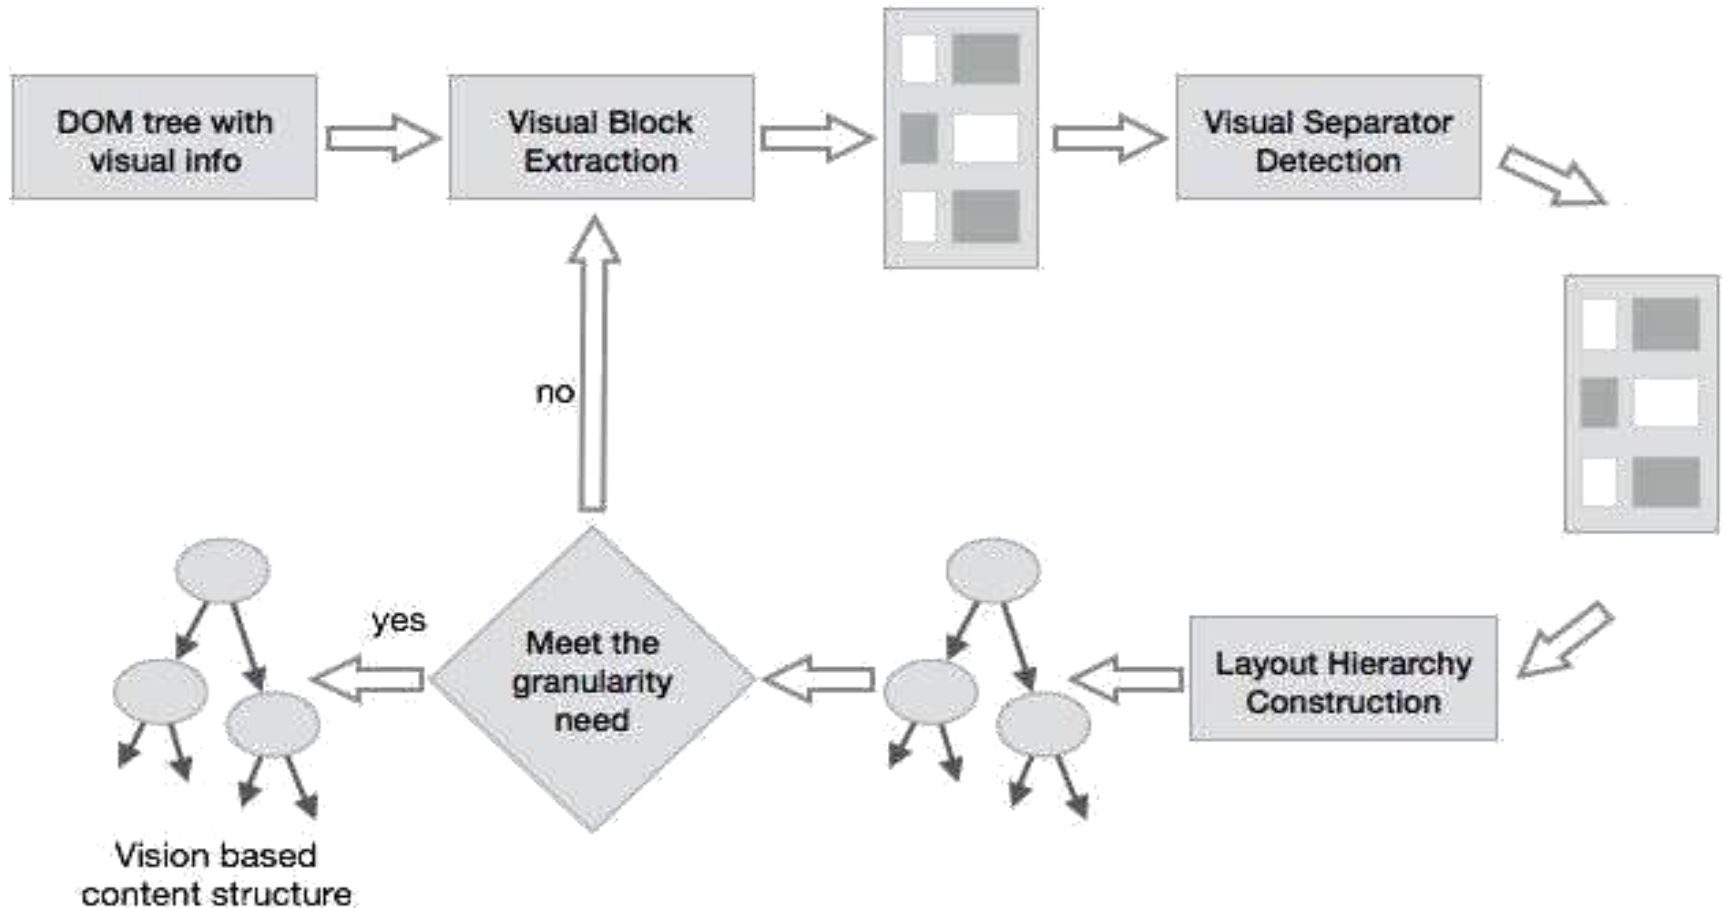 DOM tree with
visual info
Visual Block
Extraction
Visual Separator
Detection
no
yes
Meet the
granularity
need
Layout Hierarchy
Construction
Vision based
content structure